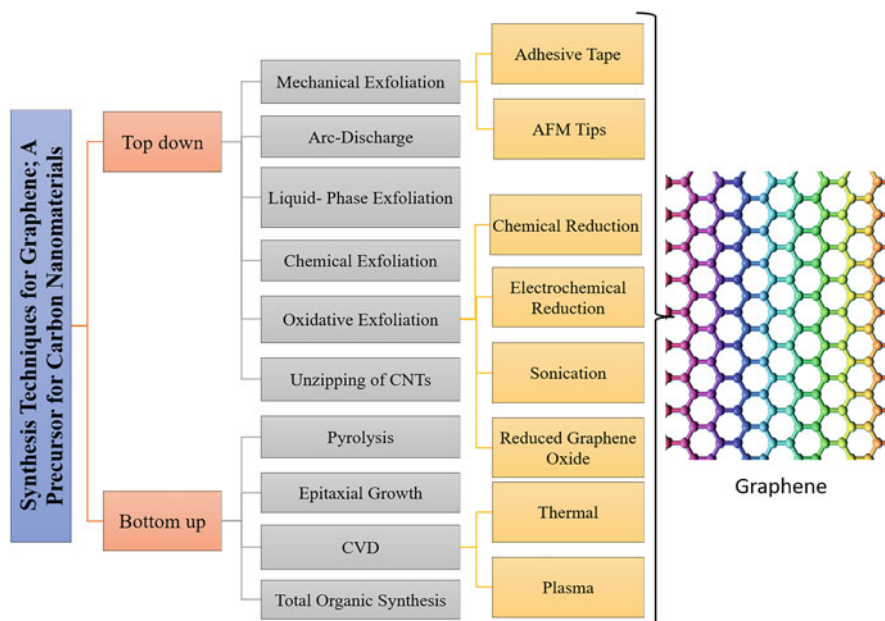 Synthesis Techniques for Graphene; A
Precursor for Carbon Nanomaterials
Top down
Bottom up
Mechanical Exfoliation
Arc-Discharge
Liquid- Phase Exfoliation
Chemical Exfoliation
Oxidative Exfoliation
Unzipping of CNTs
Pyrolysis
Epitaxial Growth
CVD
Total Organic Synthesis
Adhesive Tape
AFM Tips
Chemical Reduction
Electrochemical
Reduction
Sonication
Reduced Graphene
Oxide
Thermal
Plasma
Graphene